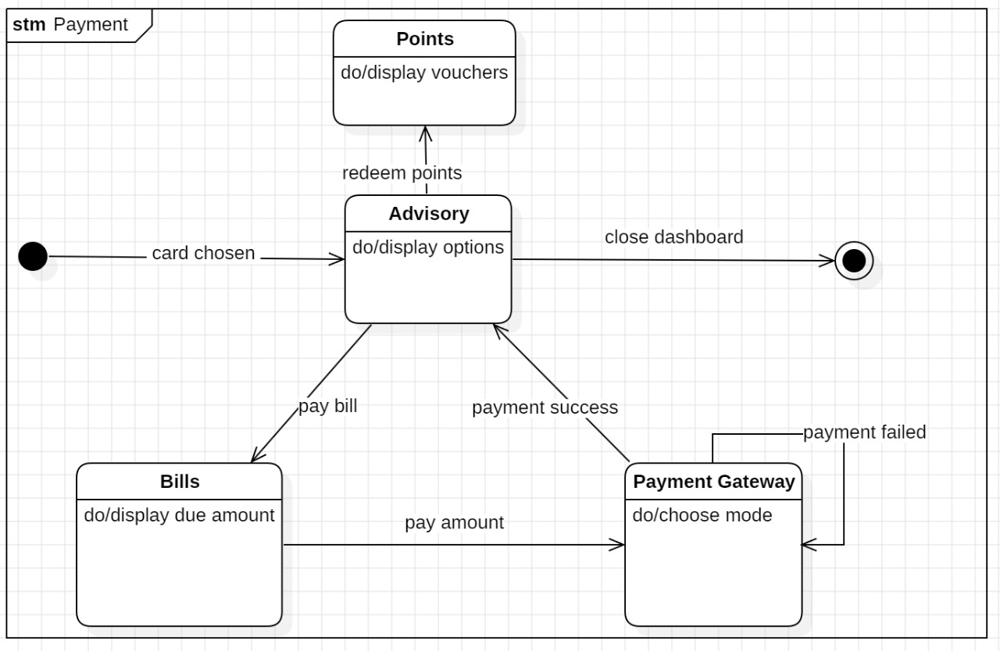 stm Payment
Points
do/display vouchers
redeem points
Advisory
do/display options
card chosen
close dashboard
pay bill
payment success
payment failed
Bills
do/display due amount
pay amount
Payment Gateway
do/choose mode